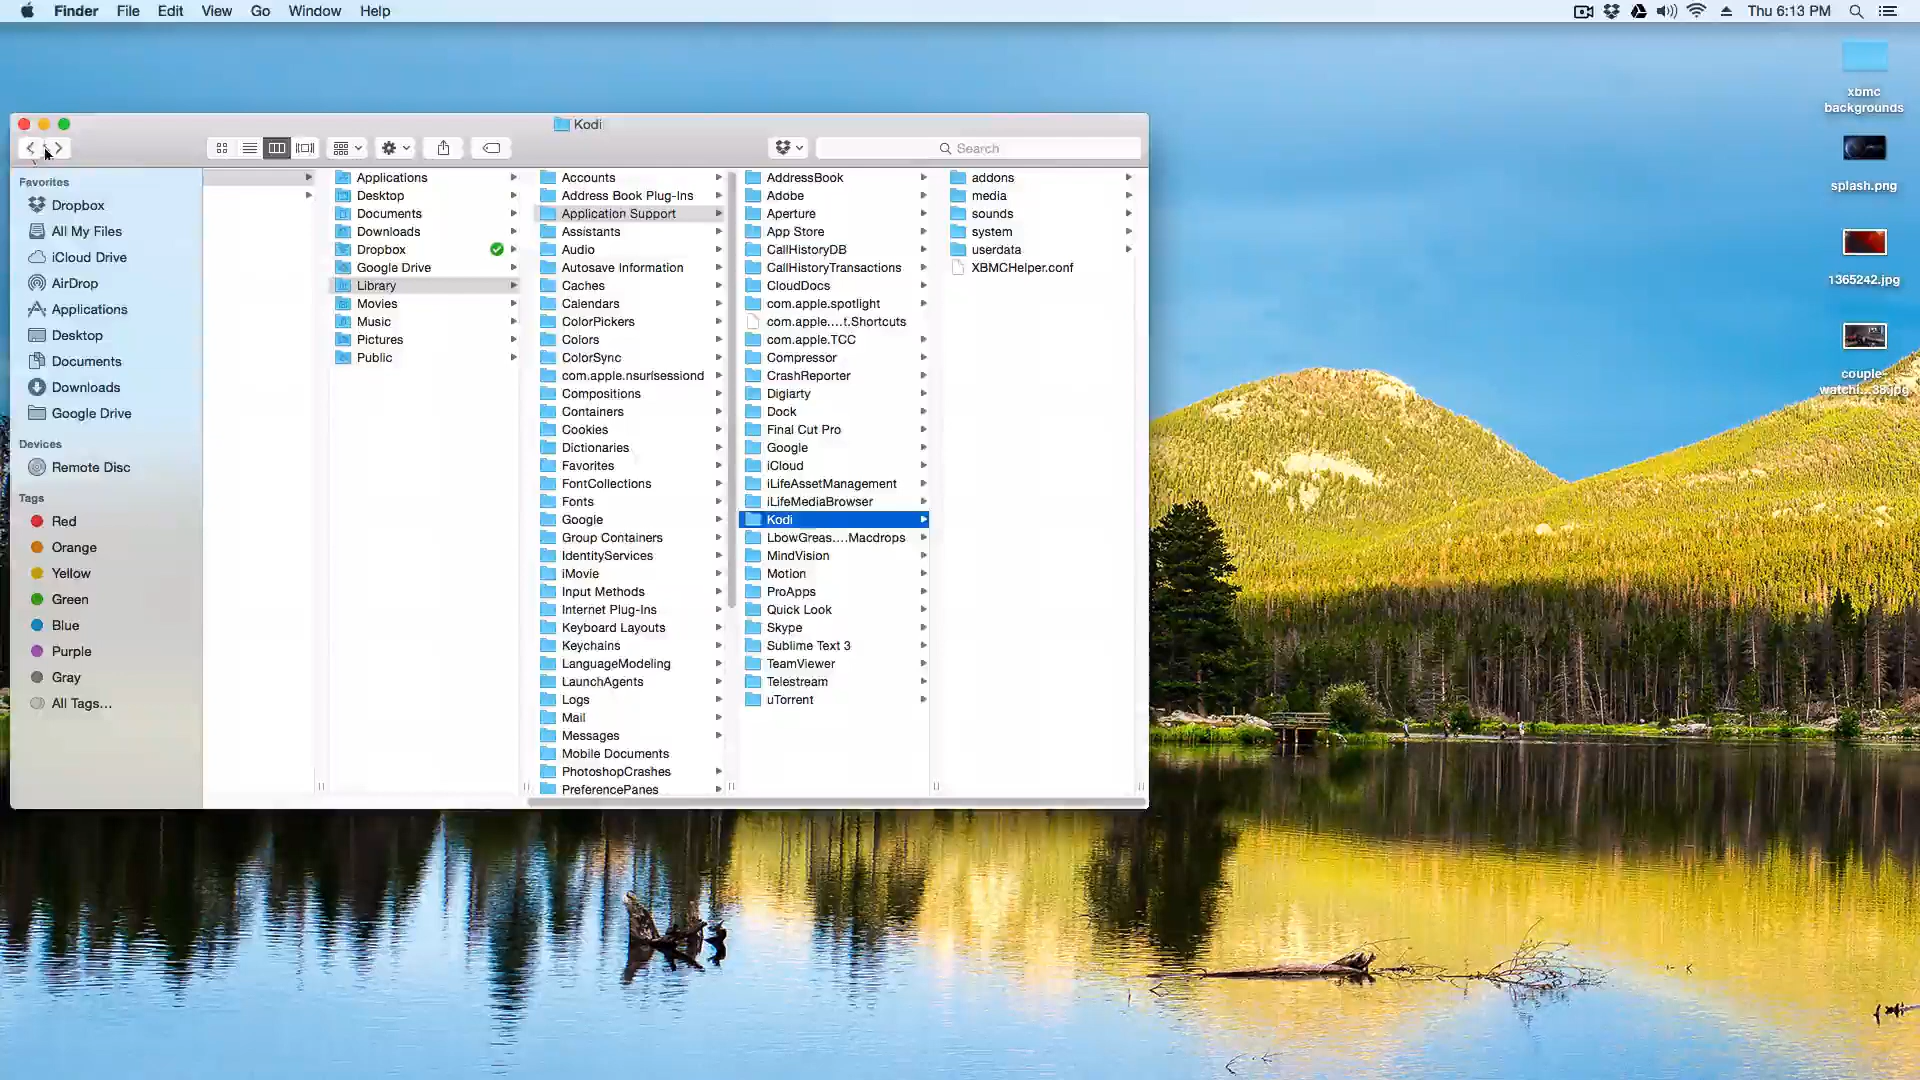 Finder File Edit View Go Window Help
Thu 6:13 PM
Kodi
Search
Favorites
Dropbox
All My Files
iCloud Drive
AirDrop
Applications
Desktop
Documents
Downloads
Google Drive
Devices
Remote Disc
Tags
Red
Orange
Yellow
Green
Blue
Purple
Gray
All Tags...
Applications
Desktop
Documents
Downloads
Dropbox
Google Drive
Library
Movies
Music
Pictures
Public
Accounts
Address Book Plug-Ins
Application Support
Assistants
Audio
Autosave Information
Caches
Calendars
ColorPickers
Colors
ColorSync
com.apple.nsurlsessiond
Compositions
Containers
Cookies
Dictionaries
Favorites
FontCollections
Fonts
Google
Group Containers
IdentityServices
iMovie
Input Methods
Internet Plug-Ins
Keyboard Layouts
Keychains
LanguageModeling
LaunchAgents
Logs
Mail
Messages
Mobile Documents
PhotoshopCrashes
PreferencePanes
AddressBook
Adobe
Aperture
App Store
CallHistoryDB
CallHistoryTransactions
CloudDocs
com.apple.spotlight
com.apple....t.Shortcuts
com.apple.TCC
Compressor
CrashReporter
Digiarty
Dock
Final Cut Pro
Google
iCloud
iLifeAssetManagement
iLifeMediaBrowser
Kodi
LbowGreas....Macdrops
MindVision
Motion
ProApps
Quick Look
Skype
Sublime Text 3
TeamViewer
Telestream
uTorrent
addons
media
sounds
system
userdata
XBMCHelper.conf
xbmc
backgrounds
splash.png
1365242.jpg
couple-
watchi...38.jpg